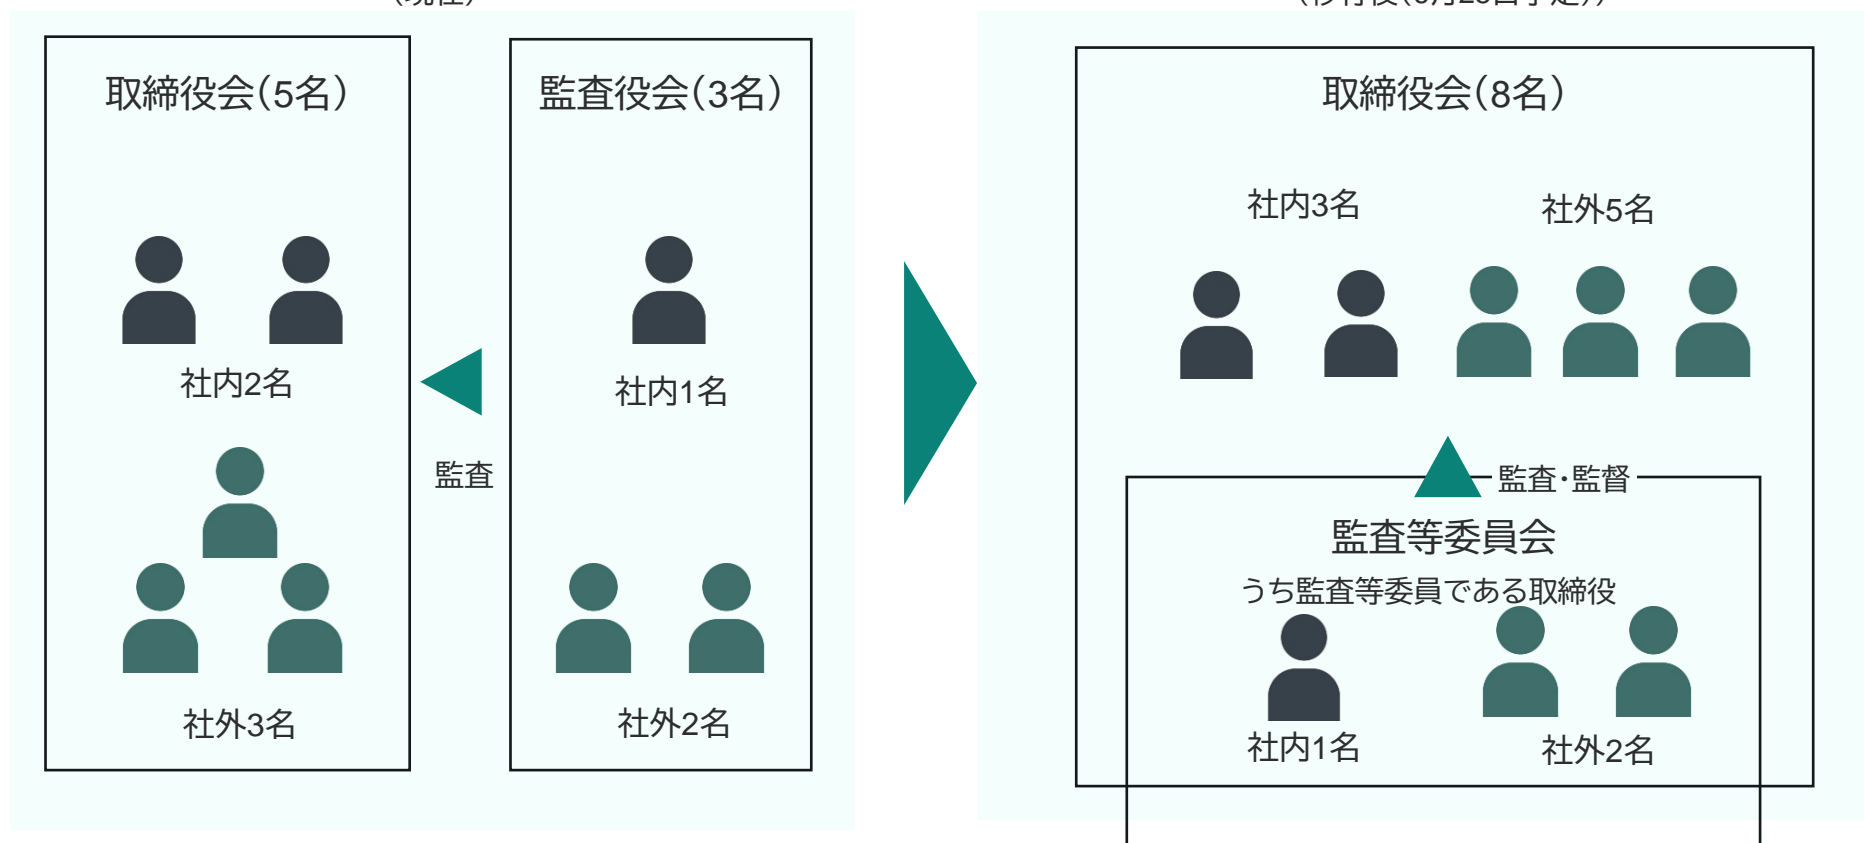 取締役会(5名)
社内2名
社外3名
監査
監査役会(3名)
社内1名
社外2名
取締役会(8名)
社内3名
社外5名
監査・監督
監査等委員会
うち監査等委員である取締役
社内1名
社外2名